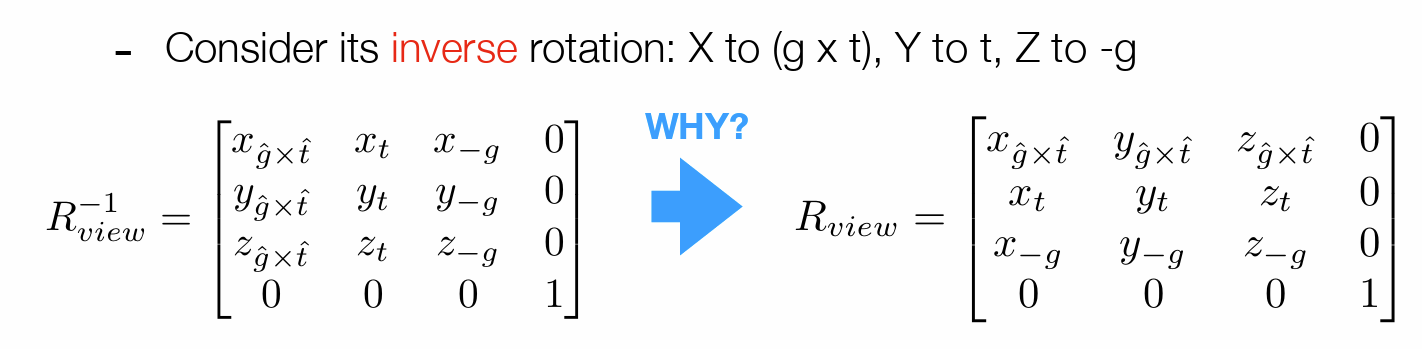 - Consider its inverse rotation: X to (g x t), Y to t, Z to -g
WHY?
R_{view}^{-1} = \begin{bmatrix} x_{\hat{g}\times\hat{t}} & x_t & x_{-g} & 0 \\ y_{\hat{g}\times\hat{t}} & y_t & y_{-g} & 0 \\ z_{\hat{g}\times\hat{t}} & z_t & z_{-g} & 0 \\ 0 & 0 & 0 & 1 \end{bmatrix}
R_{view} = \begin{bmatrix} x_{\hat{g}\times\hat{t}} & y_{\hat{g}\times\hat{t}} & z_{\hat{g}\times\hat{t}} & 0 \\ x_t & y_t & z_t & 0 \\ x_{-g} & y_{-g} & z_{-g} & 0 \\ 0 & 0 & 0 & 1 \end{bmatrix}